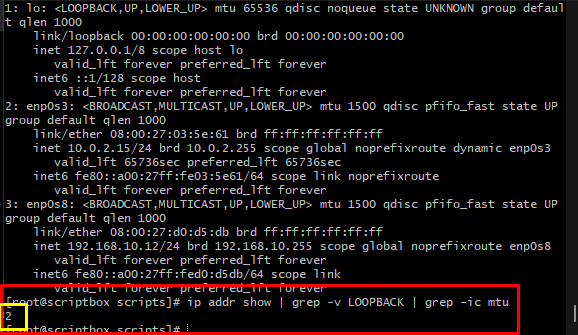 1: lo: <LOOPBACK,UP,LOWER_UP> mtu 65536 qdisc noqueue state UNKNOWN group defaul
t qlen 1000
    link/loopback 00:00:00:00:00:00 brd 00:00:00:00:00:00
    inet 127.0.0.1/8 scope host lo
       valid_lft forever preferred_lft forever
    inet6 ::1/128 scope host
       valid_lft forever preferred_lft forever
2: enp0s3: <BROADCAST,MULTICAST,UP,LOWER_UP> mtu 1500 qdisc pfifo_fast state UP
group default qlen 1000
    link/ether 08:00:27:03:5e:61 brd ff:ff:ff:ff:ff:ff
    inet 10.0.2.15/24 brd 10.0.2.255 scope global noprefixroute dynamic enp0s3
       valid_lft 65736sec preferred_lft 65736sec
    inet6 fe80::a00:27ff:fe03:5e61/64 scope link noprefixroute
       valid_lft forever preferred_lft forever
3: enp0s8: <BROADCAST,MULTICAST,UP,LOWER_UP> mtu 1500 qdisc pfifo_fast state UP
group default qlen 1000
    link/ether 08:00:27:d0:d5:db brd ff:ff:ff:ff:ff:ff
    inet 192.168.10.12/24 brd 192.168.10.255 scope global noprefixroute enp0s8
       valid_lft forever preferred_lft forever
    inet6 fe80::a00:27ff:fed0:d5db/64 scope link
       valid_lft forever preferred_lft forever
[root@scriptbox scripts]# ip addr show | grep -v LOOPBACK | grep -ic mtu
2
[root@scriptbox scripts]#